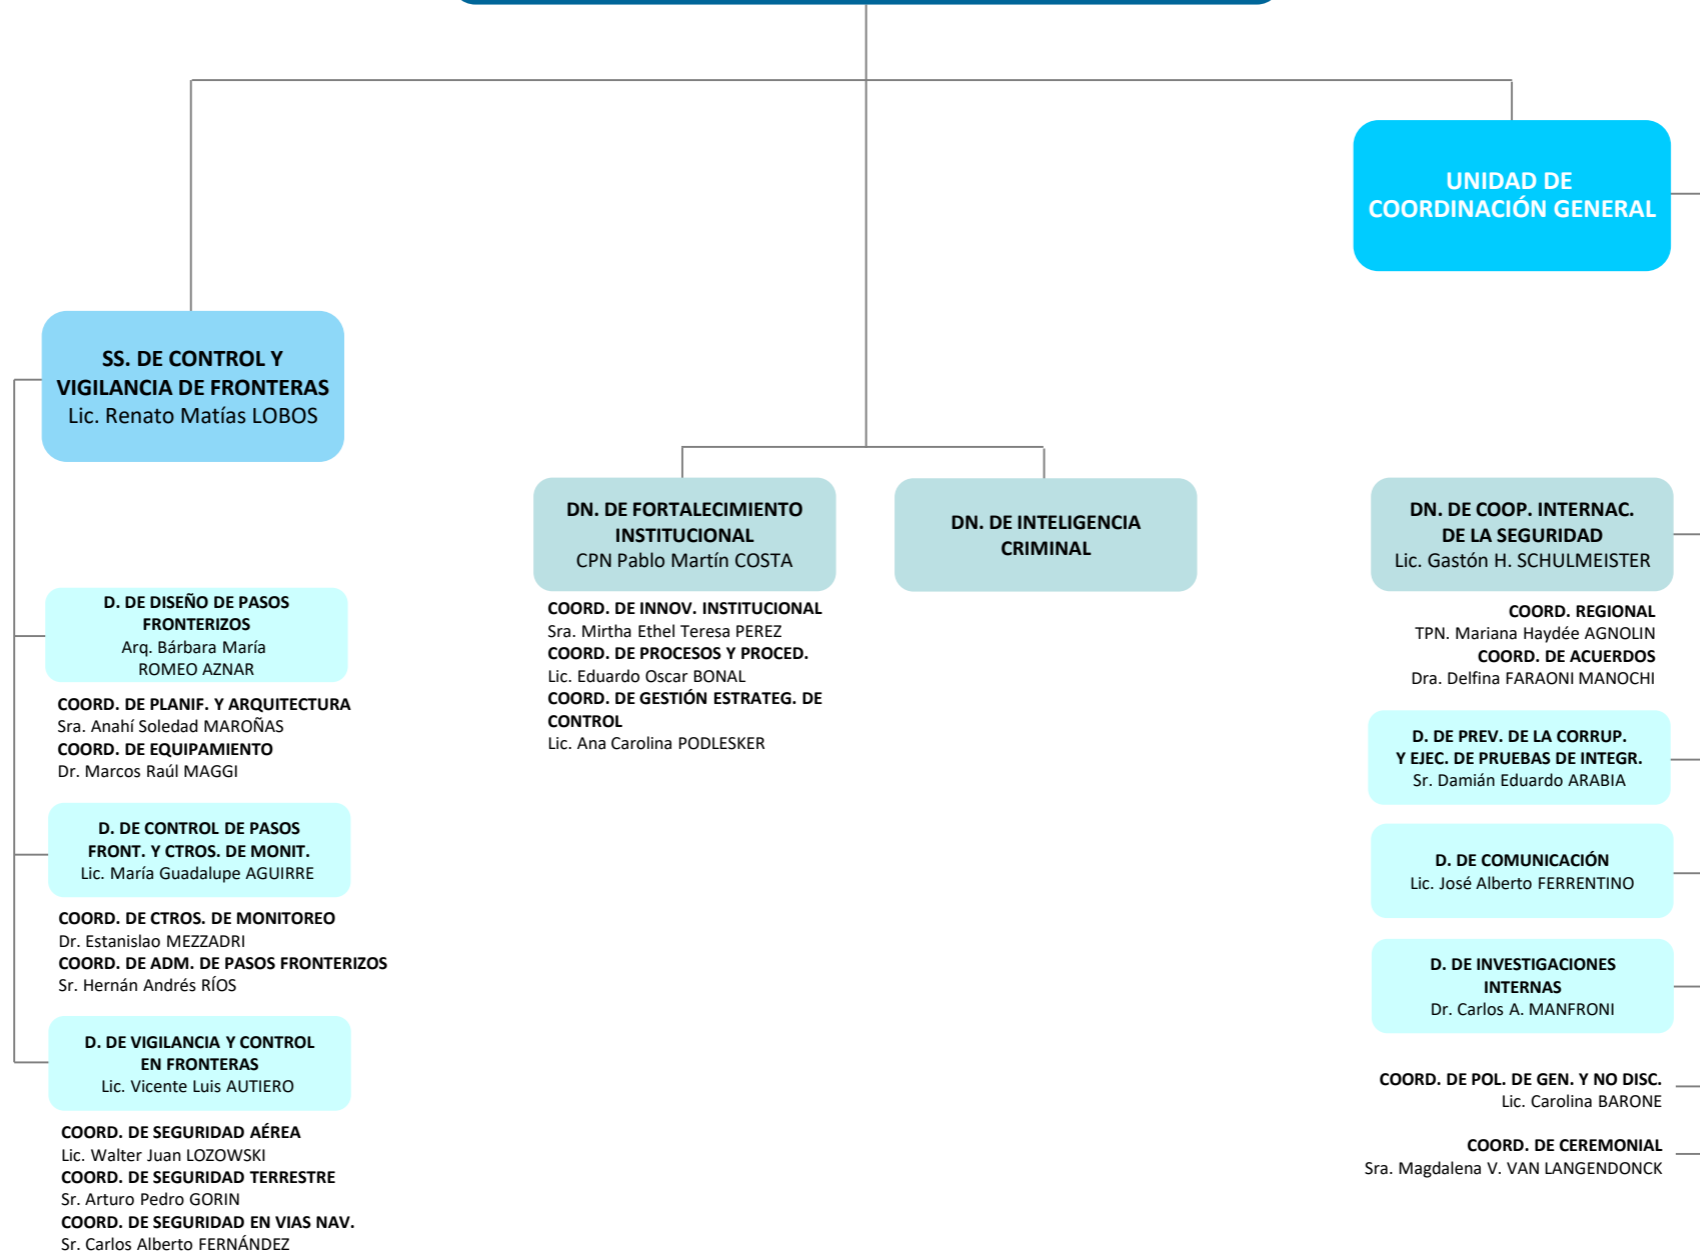 UNIDAD DE
COORDINACIÓN GENERAL
SS. DE CONTROL Y
VIGILANCIA DE FRONTERAS
Lic. Renato Matías LOBOS
D. DE DISEÑO DE PASOS
FRONTERIZOS
Arq. Bárbara María
ROMEO AZNAR
COORD. DE PLANIF. Y ARQUITECTURA
Sra. Anahí Soledad MAROÑAS
COORD. DE EQUIPAMIENTO
Dr. Marcos Raúl MAGGI
D. DE CONTROL DE PASOS
FRONT. Y CTROS. DE MONIT.
Lic. María Guadalupe AGUIRRE
COORD. DE CTROS. DE MONITOREO
Dr. Estanislao MEZZADRI
COORD. DE ADM. DE PASOS FRONTERIZOS
Sr. Hernán Andrés RÍOS
D. DE VIGILANCIA Y CONTROL
EN FRONTERAS
Lic. Vicente Luis AUTIERO
COORD. DE SEGURIDAD AÉREA
Lic. Walter Juan LOZOWSKI
COORD. DE SEGURIDAD TERRESTRE
Sr. Arturo Pedro GORIN
COORD. DE SEGURIDAD EN VIAS NAV.
Sr. Carlos Alberto FERNÁNDEZ
DN. DE FORTALECIMIENTO
INSTITUCIONAL
CPN Pablo Martín COSTA
COORD. DE INNOV. INSTITUCIONAL
Sra. Mirtha Ethel Teresa PEREZ
COORD. DE PROCESOS Y PROCED.
Lic. Eduardo Oscar BONAL
COORD. DE GESTIÓN ESTRATEG. DE
CONTROL
Lic. Ana Carolina PODLESKER
DN. DE INTELIGENCIA
CRIMINAL
DN. DE COOP. INTERNAC.
DE LA SEGURIDAD
Lic. Gastón H. SCHULMEISTER
COORD. REGIONAL
TPN. Mariana Haydée AGNOLIN
COORD. DE ACUERDOS
Dra. Delfina FARAONI MANOCHI
D. DE PREV. DE LA CORRUP.
Y EJEC. DE PRUEBAS DE INTEGR.
Sr. Damián Eduardo ARABIA
D. DE COMUNICACIÓN
Lic. José Alberto FERRENTINO
D. DE INVESTIGACIONES
INTERNAS
Dr. Carlos A. MANFRONI
COORD. DE POL. DE GEN. Y NO DISC.
Lic. Carolina BARONE
COORD. DE CEREMONIAL
Sra. Magdalena V. VAN LANGENDONCK